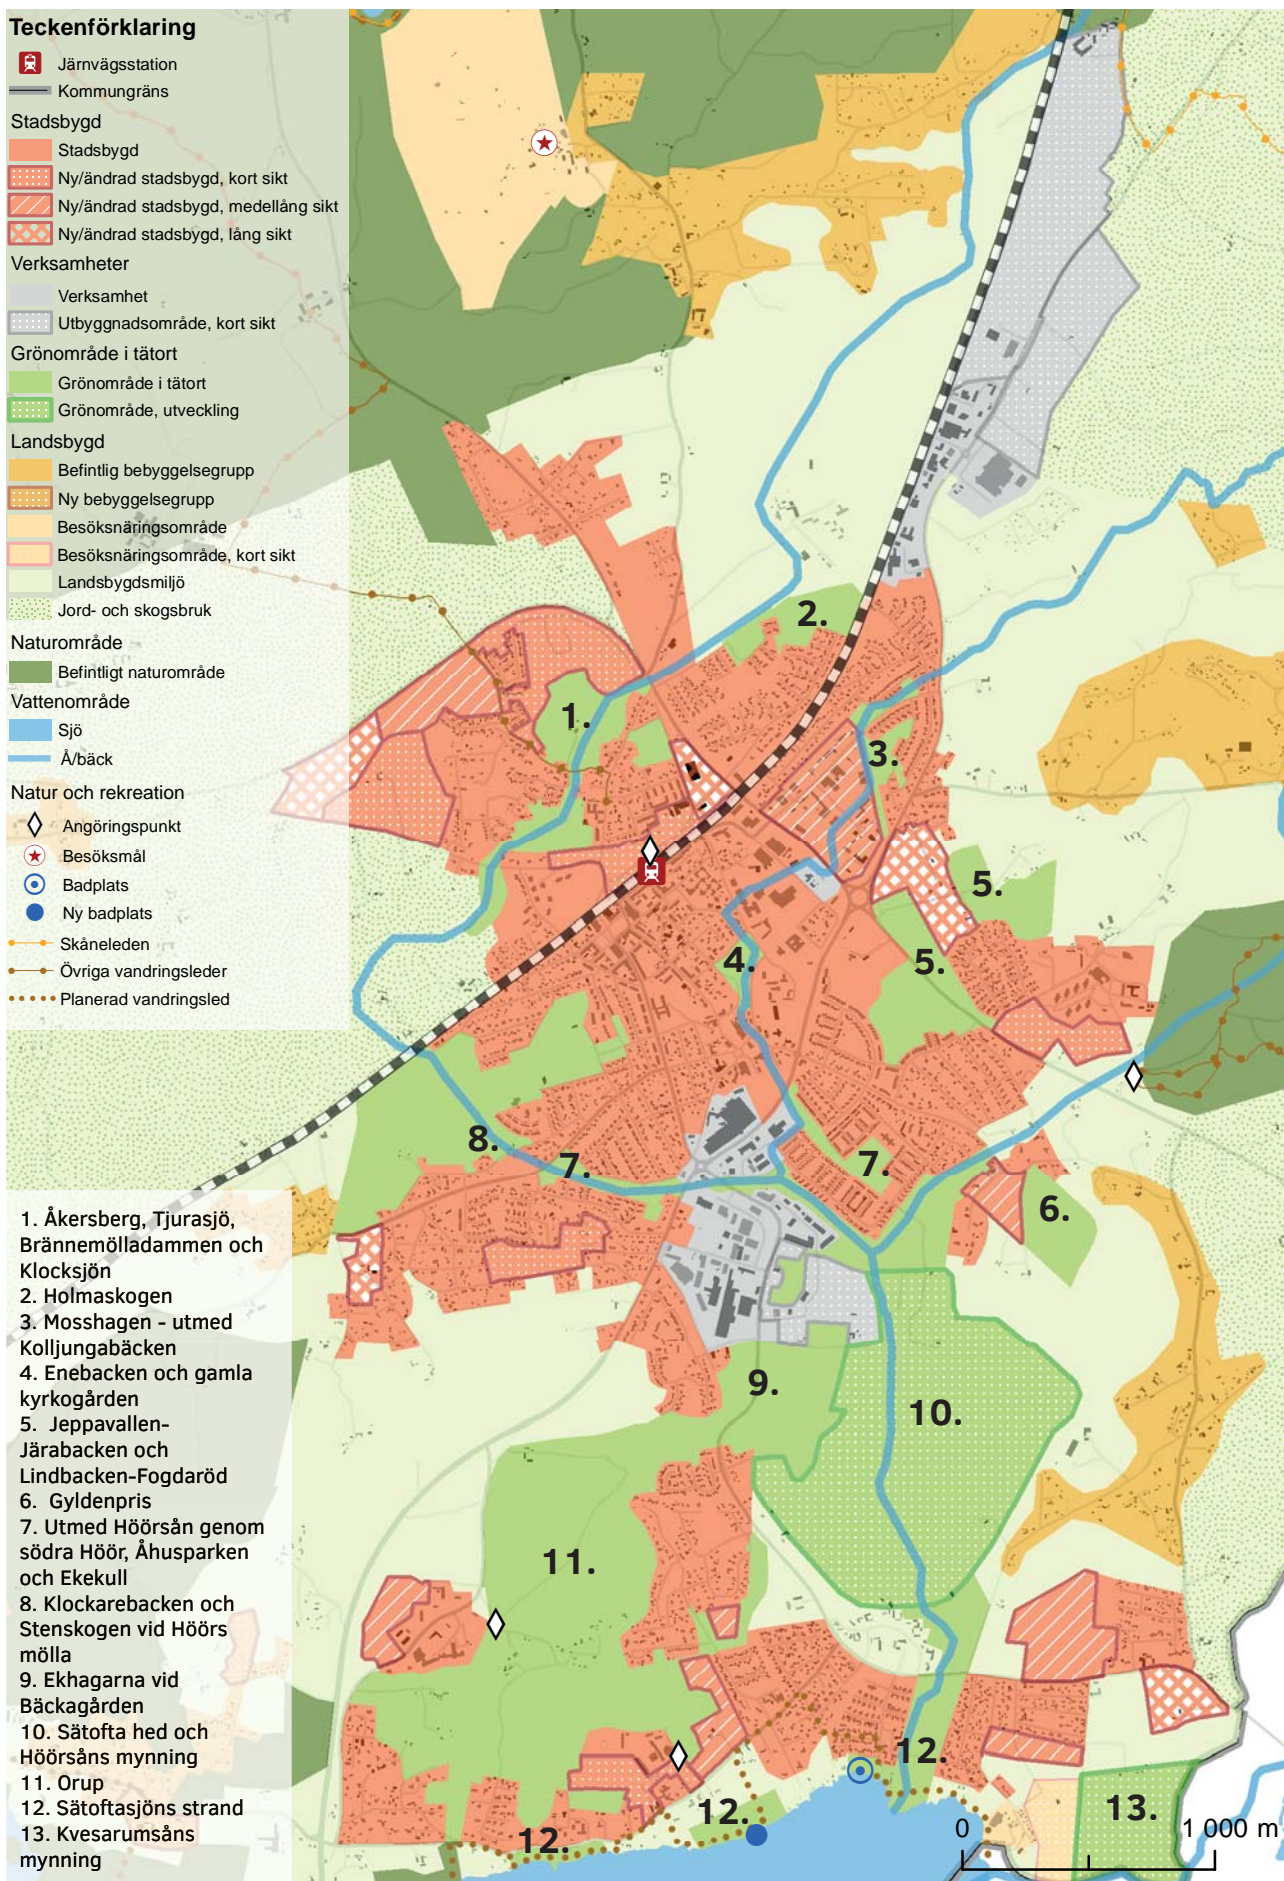 Teckenförklaring
Järnvägsstation
Kommungräns
Stadsbygd
Stadsbygd
Ny/ändrad stadsbygd, kort sikt
Ny/ändrad stadsbygd, medellång sikt
Ny/ändrad stadsbygd, lång sikt
Verksamheter
Verksamhet
Utbyggnadsområde, kort sikt
Grönområde i tätort
Grönområde i tätort
Grönområde, utveckling
Landsbygd
Befintlig bebyggelsegrupp
Ny bebyggelsegrupp
Besöksnäringsområde
Besöksnäringsområde, kort sikt
Landsbygdsmiljö
Jord- och skogsbruk
Naturområde
Befintligt naturområde
Vattenområde
Sjö
Å/bäck
Natur och rekreation
Angöringspunkt
Besöksmål
Badplats
Ny badplats
Skåneleden
Övriga vandringsleder
Planerad vandringsled
1. Åkersberg, Tjurasjö,
Brännemölladammen och
Klocksjön
2. Holmaskogen
3. Mosshagen - utmed
Kolljungabäcken
4. Enebacken och gamla
kyrkogården
5. Jeppavallen-
Järabacken och
Lindbacken-Fogdaröd
6. Gyldenpris
7. Utmed Höörsån genom
södra Höör, Åhusparken
och Ekekull
8. Klockarebacken och
Stenskogen vid Höörs
mölla
9. Ekhagarna vid
Bäckagården
10. Sätofta hed och
Höörsåns mynning
11. Orup
12. Sätoftasjöns strand
13. Kvesarumsåns
mynning
2.
1.
3.
5.
4.
5.
8.
7.
7.
6.
9.
10.
11.
12.
12.
12.
13.
0 1 000 m